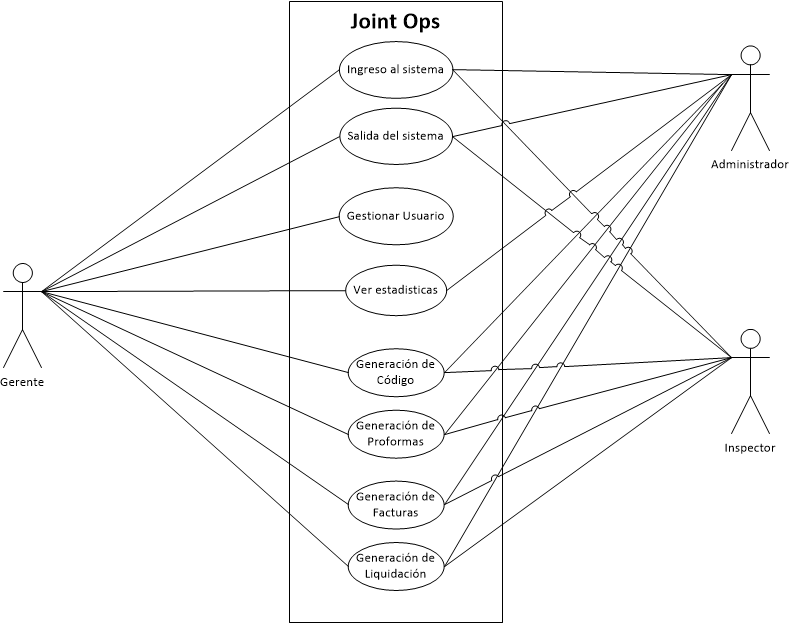 Joint Ops
Ingreso al sistema
Salida del sistema
Gestionar Usuario
Ver estadisticas
Generación de
Código
Generación de
Proformas
Generación de
Facturas
Generación de
Liquidación
Gerente
Administrador
Inspector